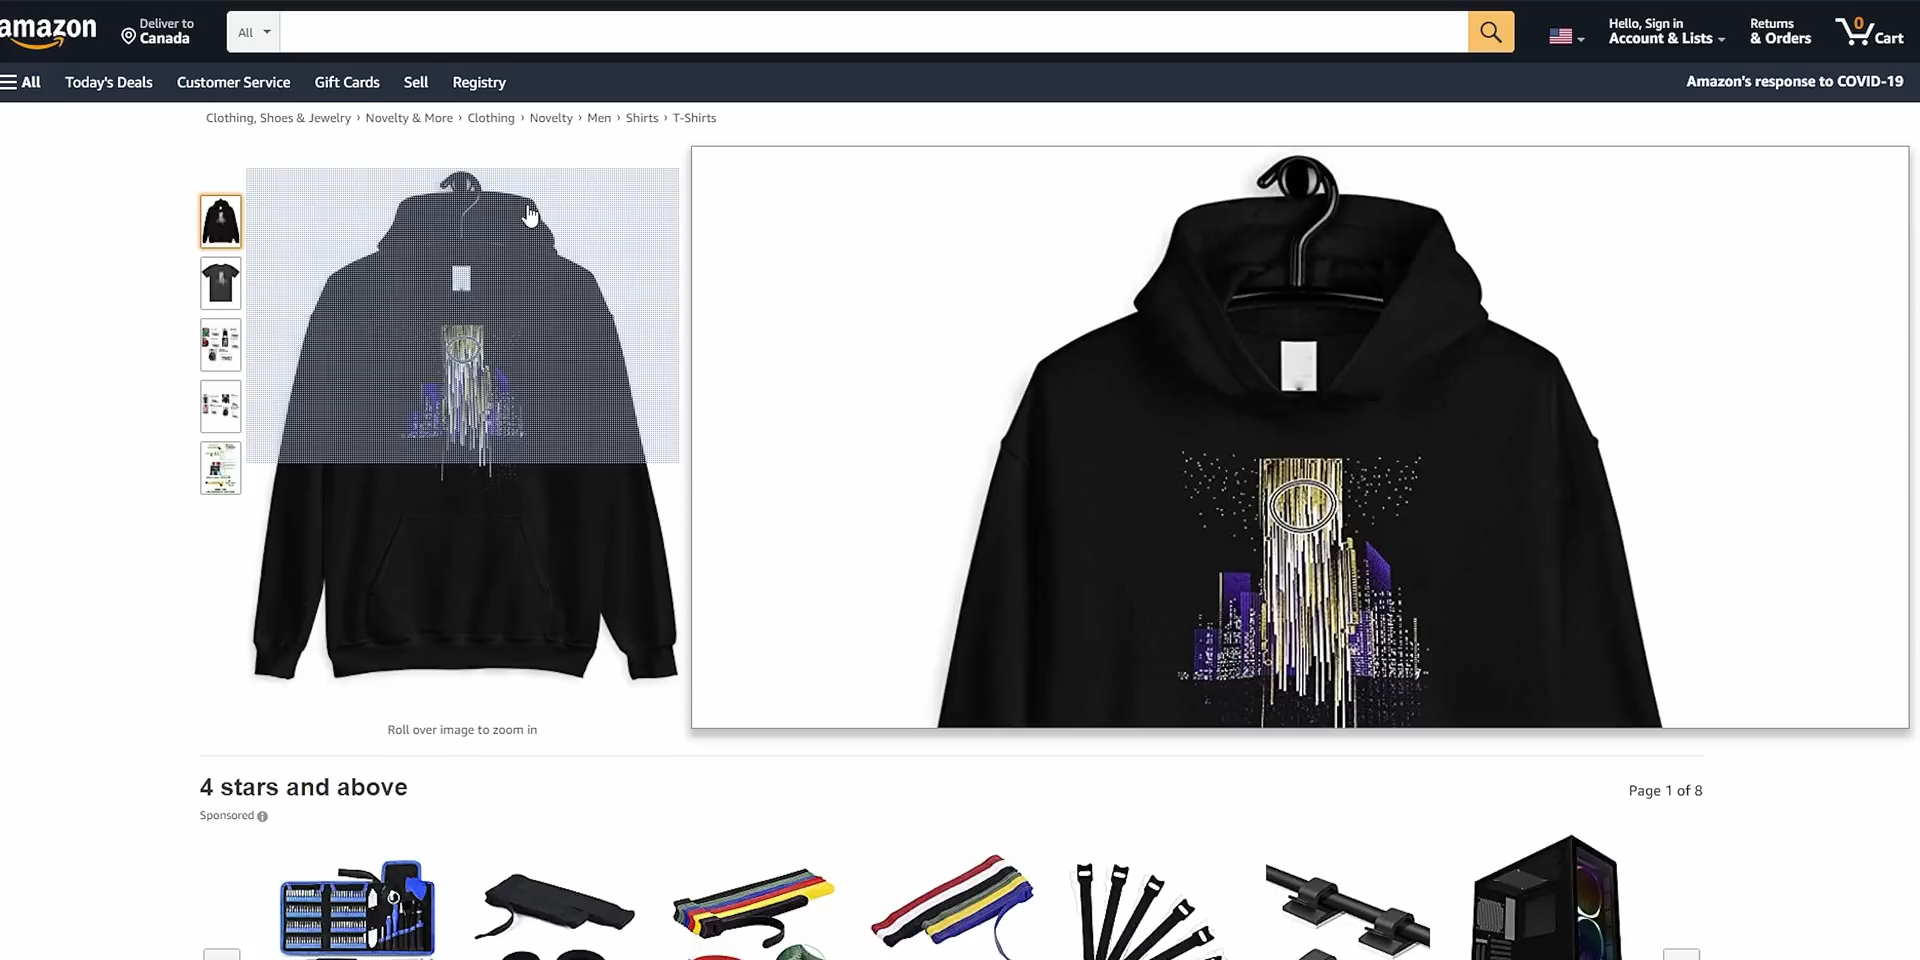 amazon
Deliver to
Canada
All
Hello, Sign in
Account & Lists
Returns
& Orders
0
Cart
All
Today's Deals
Customer Service
Gift Cards
Sell
Registry
Amazon's response to COVID-19
Clothing, Shoes & Jewelry › Novelty & More › Clothing › Novelty › Men › Shirts › T-Shirts
Roll over image to zoom in
4 stars and above
Page 1 of 8
Sponsored